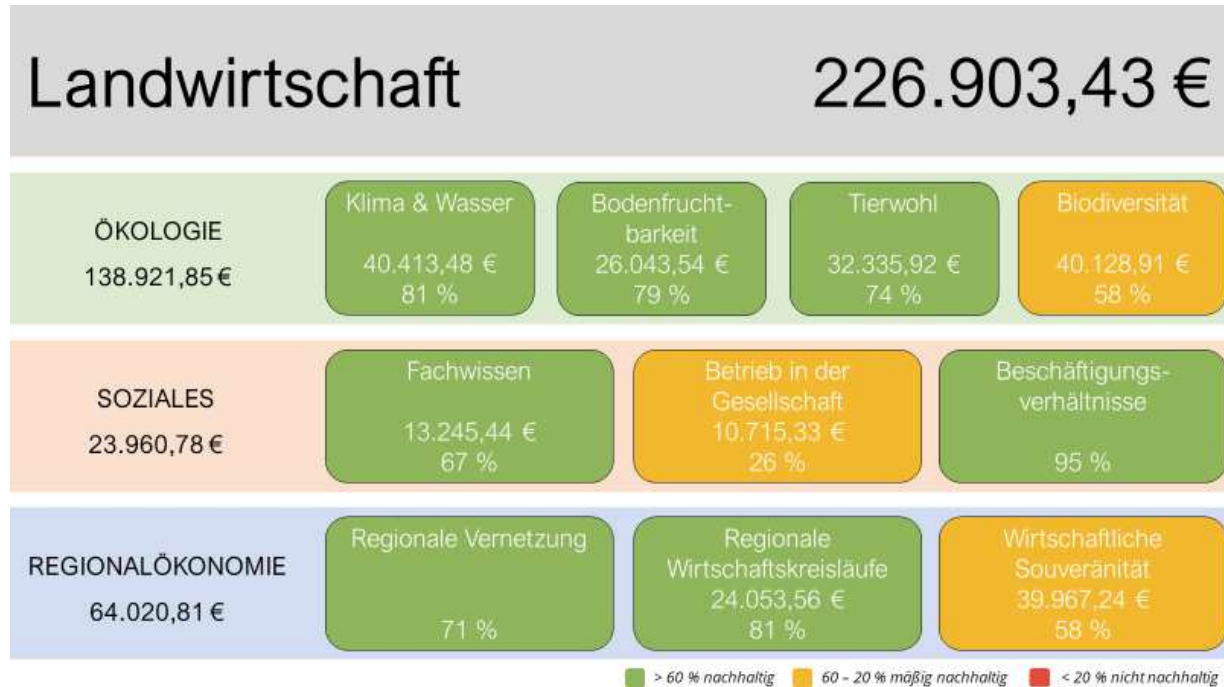 Landwirtschaft 226.903,43 €
ÖKOLOGIE
138.921,85 €
Klima & Wasser
40.413,48 €
81 %
Bodenfrucht-
barkeit
26.043,54 €
79 %
Tierwohl
32.335,92 €
74 %
Biodiversität
40.128,91 €
58 %
SOZIALES
23.960,78 €
Fachwissen
13.245,44 €
67 %
Betrieb in der
Gesellschaft
10.715,33 €
26 %
Beschäftigungs-
verhältnisse
95 %
REGIONALÖKONOMIE
64.020,81 €
Regionale Vernetzung
71 %
Regionale
Wirtschaftskreisläufe
24.053,56 €
81 %
Wirtschaftliche
Souveränität
39.967,24 €
58 %
> 60 % nachhaltig 60 – 20 % mäßig nachhaltig < 20 % nicht nachhaltig